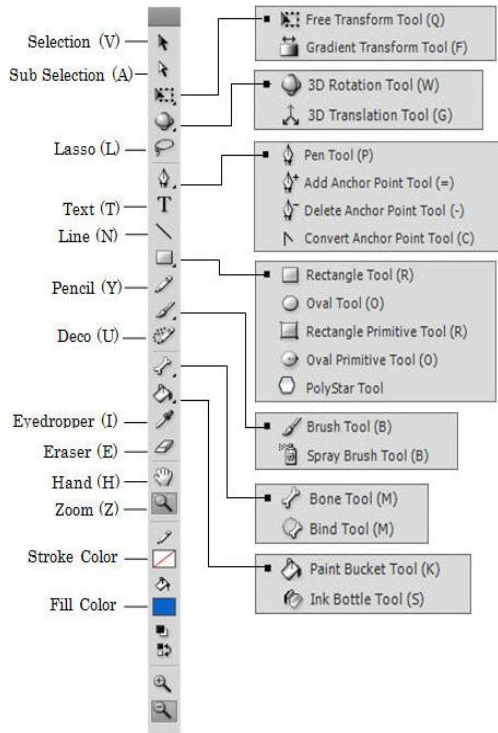 Selection (V)
Sub Selection (A)
Lasso (L)
Text (T)
Line (N)
Pencil (Y)
Deco (U)
Eyedropper (I)
Eraser (E)
Hand (H)
Zoom (Z)
Stroke Color
Fill Color
Free Transform Tool (Q)
Gradient Transform Tool (F)
3D Rotation Tool (W)
3D Translation Tool (G)
Pen Tool (P)
Add Anchor Point Tool (=)
Delete Anchor Point Tool (-)
Convert Anchor Point Tool (C)
Rectangle Tool (R)
Oval Tool (O)
Rectangle Primitive Tool (R)
Oval Primitive Tool (O)
PolyStar Tool
Brush Tool (B)
Spray Brush Tool (B)
Bone Tool (M)
Bind Tool (M)
Paint Bucket Tool (K)
Ink Bottle Tool (S)